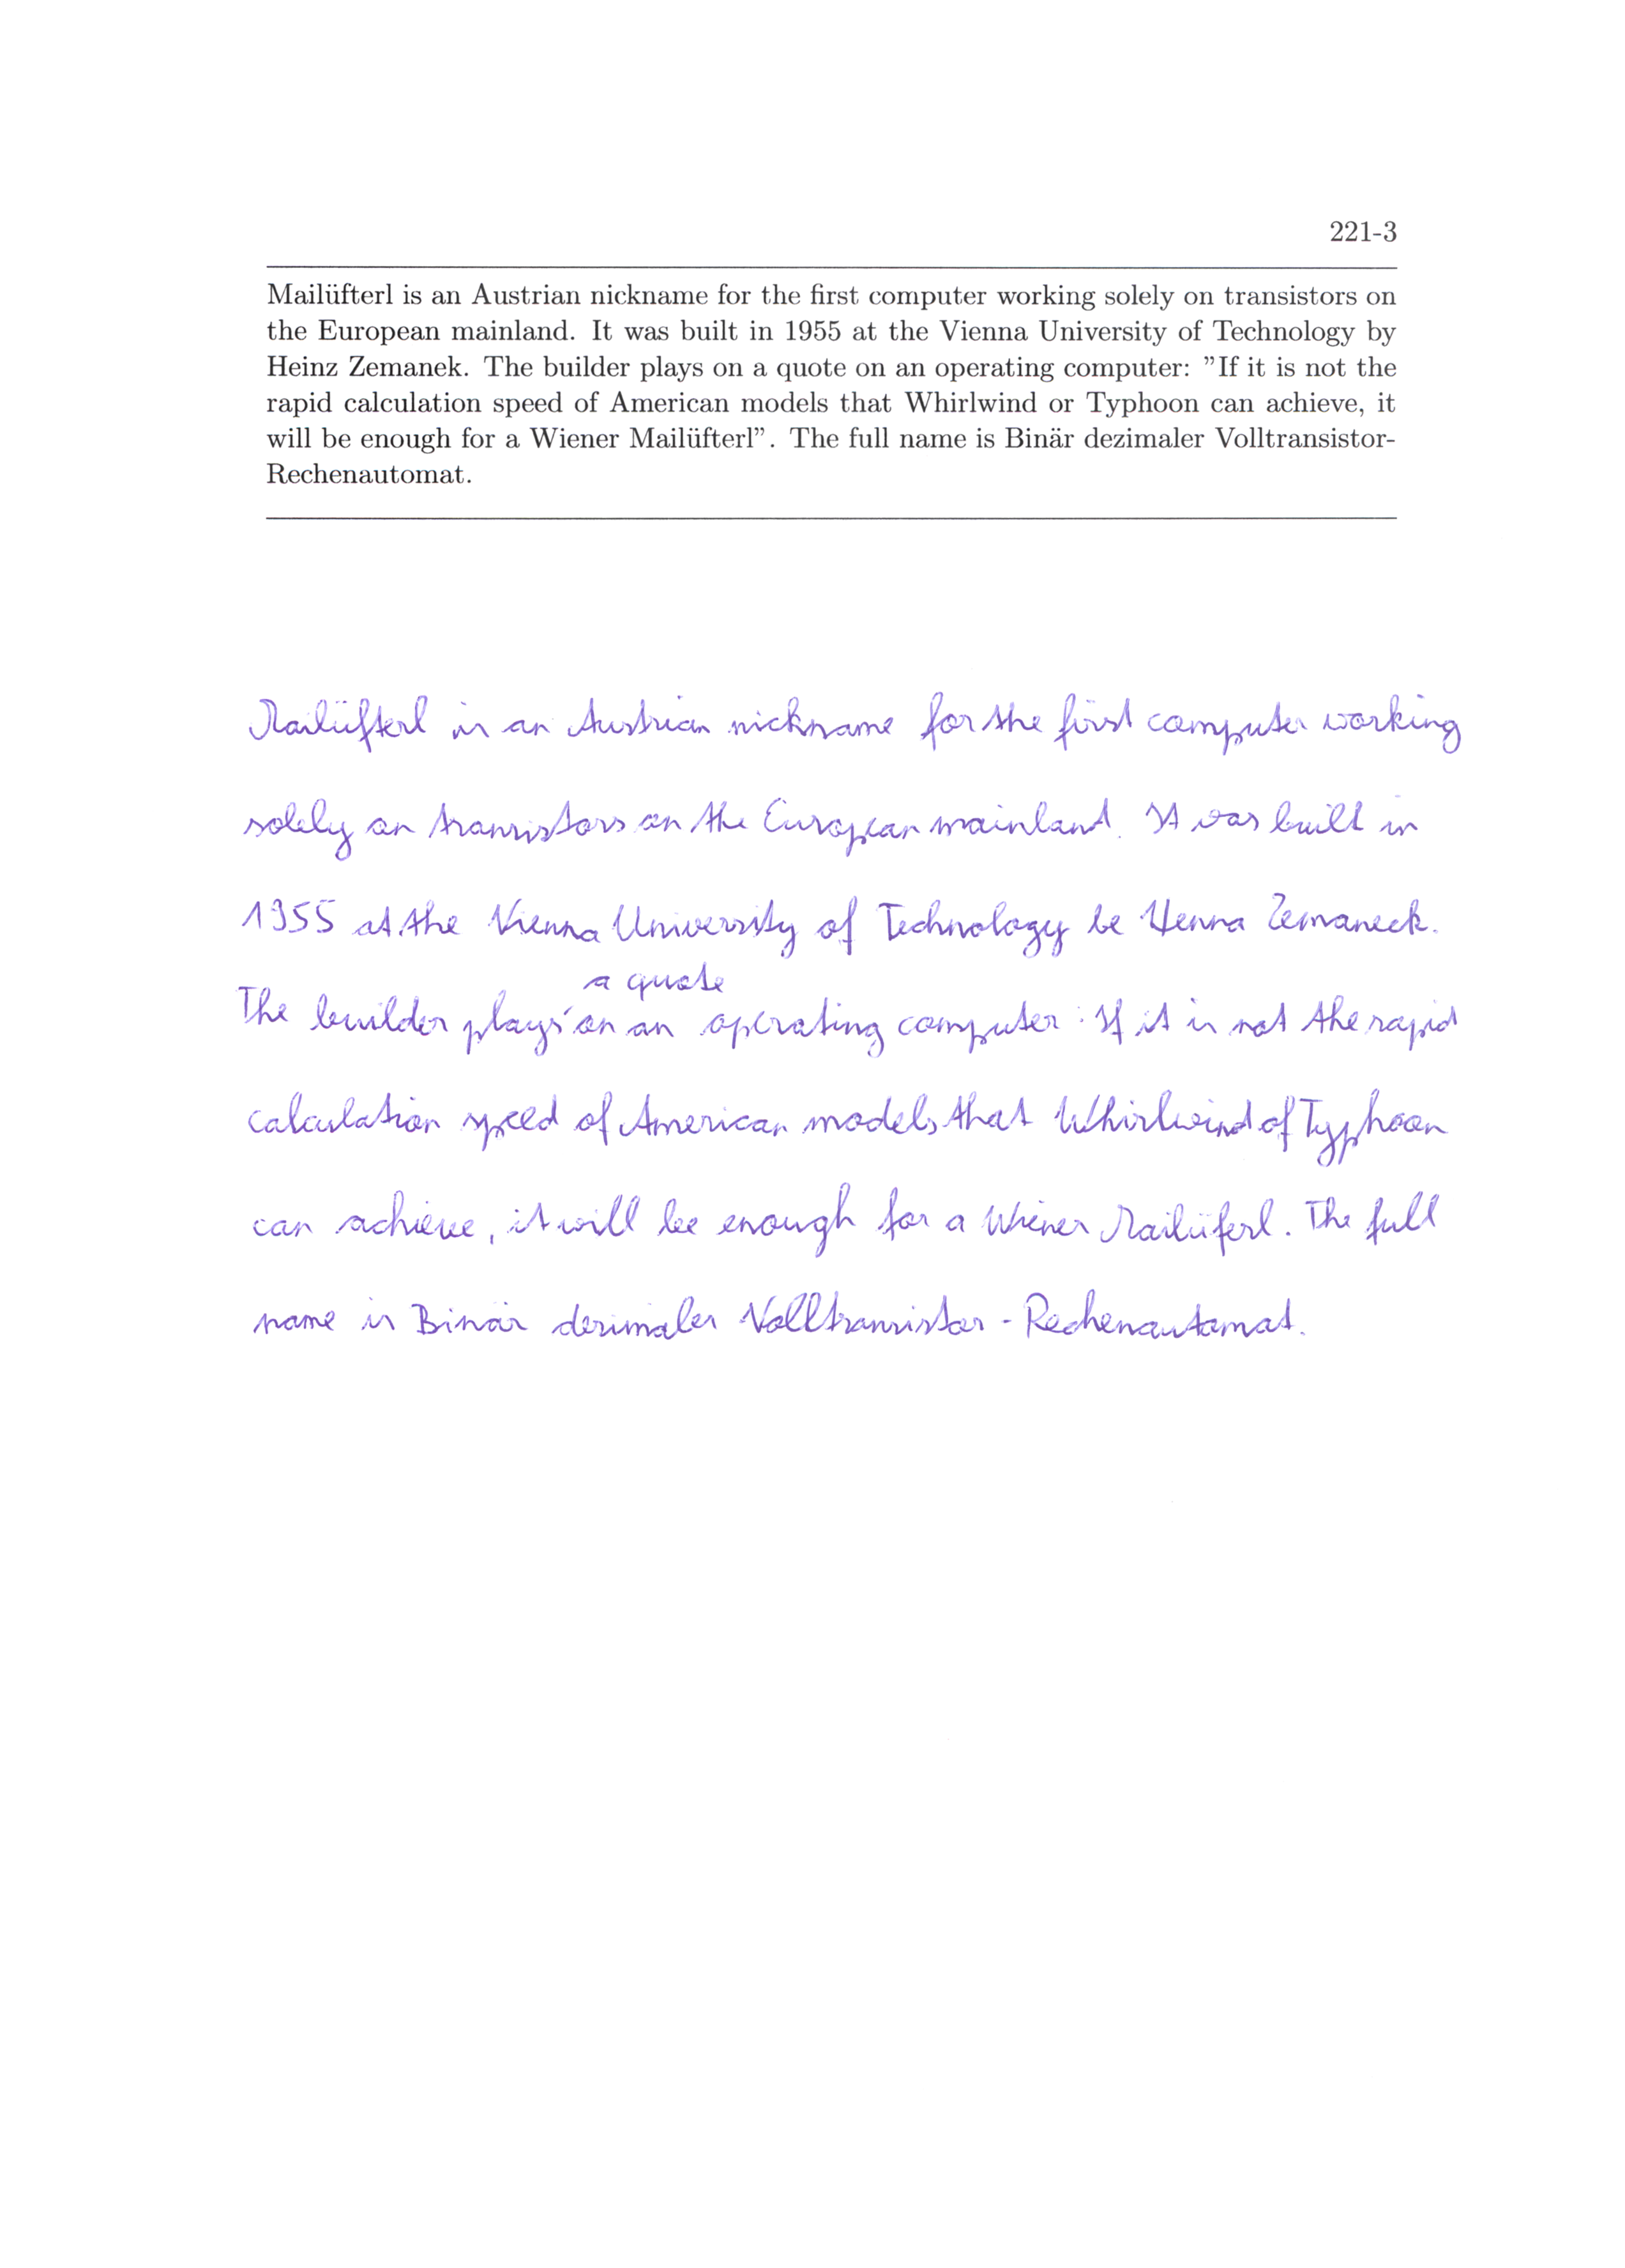 221-3
Mailüfterl is an Austrian nickname for the first computer working solely on transistors on
the European mainland. It was built in 1955 at the Vienna University of Technology by
Heinz Zemanek. The builder plays on a quote on an operating computer: ”If it is not the
rapid calculation speed of American models that Whirlwind or Typhoon can achieve, it
will be enough for a Wiener Mailüfterl”. The full name is Binär dezimaler Volltransistor-
Rechenautomat.
Mailüfterl is an Austrian nickname for the first computer working
solely on transistors on the European mainland. It was built in
1955 at the Vienna University of Technology be Henna Zemaneck.
a quote
The builder plays on an operating computer: If it is not the rapid
calculation speed of American models that Whirlwind of Typhoon
can achieve, it will be enough for a Wiener Mailüferl. The full
name is Binär dezimaler Volltransistor - Rechenautomat.